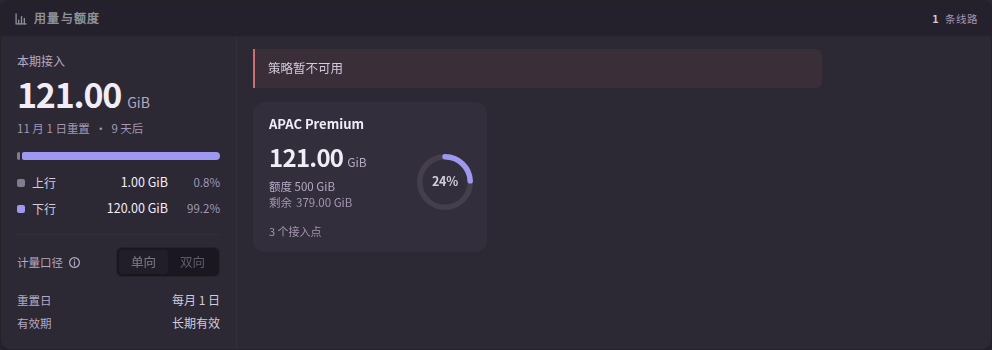 用量与额度
1 条线路
本期接入
121.00 GiB
11 月 1 日重置 • 9 天后
上行 1.00 GiB 0.8%
下行 120.00 GiB 99.2%
计量口径 单向 双向
重置日 每月 1 日
有效期 长期有效
策略暂不可用
APAC Premium
121.00 GiB
额度 500 GiB
剩余 379.00 GiB
24%
3 个接入点